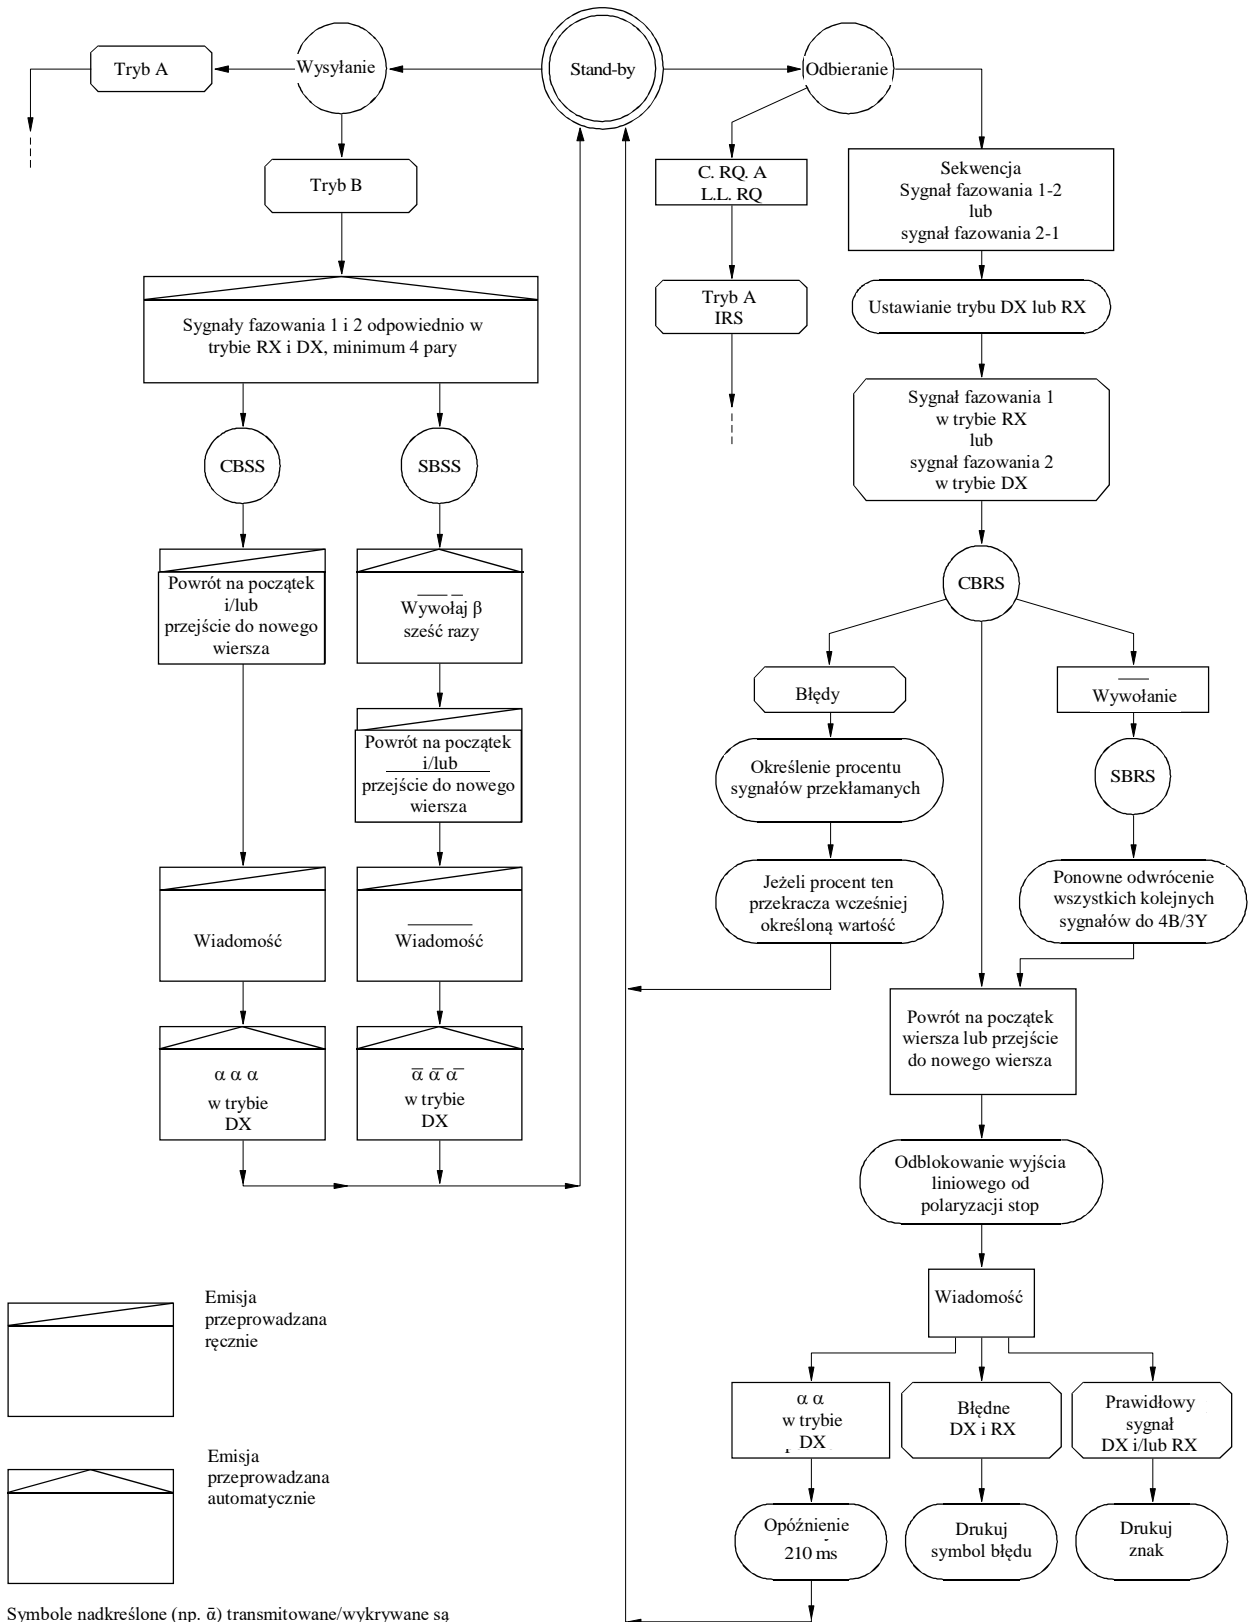 Tryb A
Wysyłanie
Stand-by
Odbieranie
Tryb B
C. RQ. A
L.L. RQ
Sekwencja
Sygnał fazowania 1-2
lub
sygnał fazowania 2-1
Sygnały fazowania 1 i 2 odpowiednio w
trybie RX i DX, minimum 4 pary
Tryb A
IRS
Ustawianie trybu DX lub RX
Sygnał fazowania 1
w trybie RX
lub
sygnał fazowania 2
w trybie DX
CBSS
SBSS
CBRS
Powrót na początek
i/lub
przejście do nowego
wiersza
Wywołaj β
sześć razy
Błędy
Wywołanie
Powrót na początek
i/lub
przejście do nowego
wiersza
Określenie procentu
sygnałów przekłamanych
SBRS
Wiadomość
Wiadomość
Jeżeli procent ten
przekracza wcześniej
określoną wartość
Ponowne odwrócenie
wszystkich kolejnych
sygnałów do 4B/3Y
α α α
w trybie
DX
ᾱ ᾱ ᾱ
w trybie
DX
Powrót na początek
wiersza lub przejście
do nowego wiersza
Odblokowanie wyjścia
liniowego od
polaryzacji stop
Wiadomość
Emisja
przeprowadzana
ręcznie
α α
w trybie
DX
Błędne
DX i RX
Prawidłowy
sygnał
DX i/lub RX
Emisja
przeprowadzana
automatycznie
Opóźnienie
210 ms
Drukuj
symbol błędu
Drukuj
znak
Symbole nadkreślone (np. ᾱ) transmitowane/wykrywane są